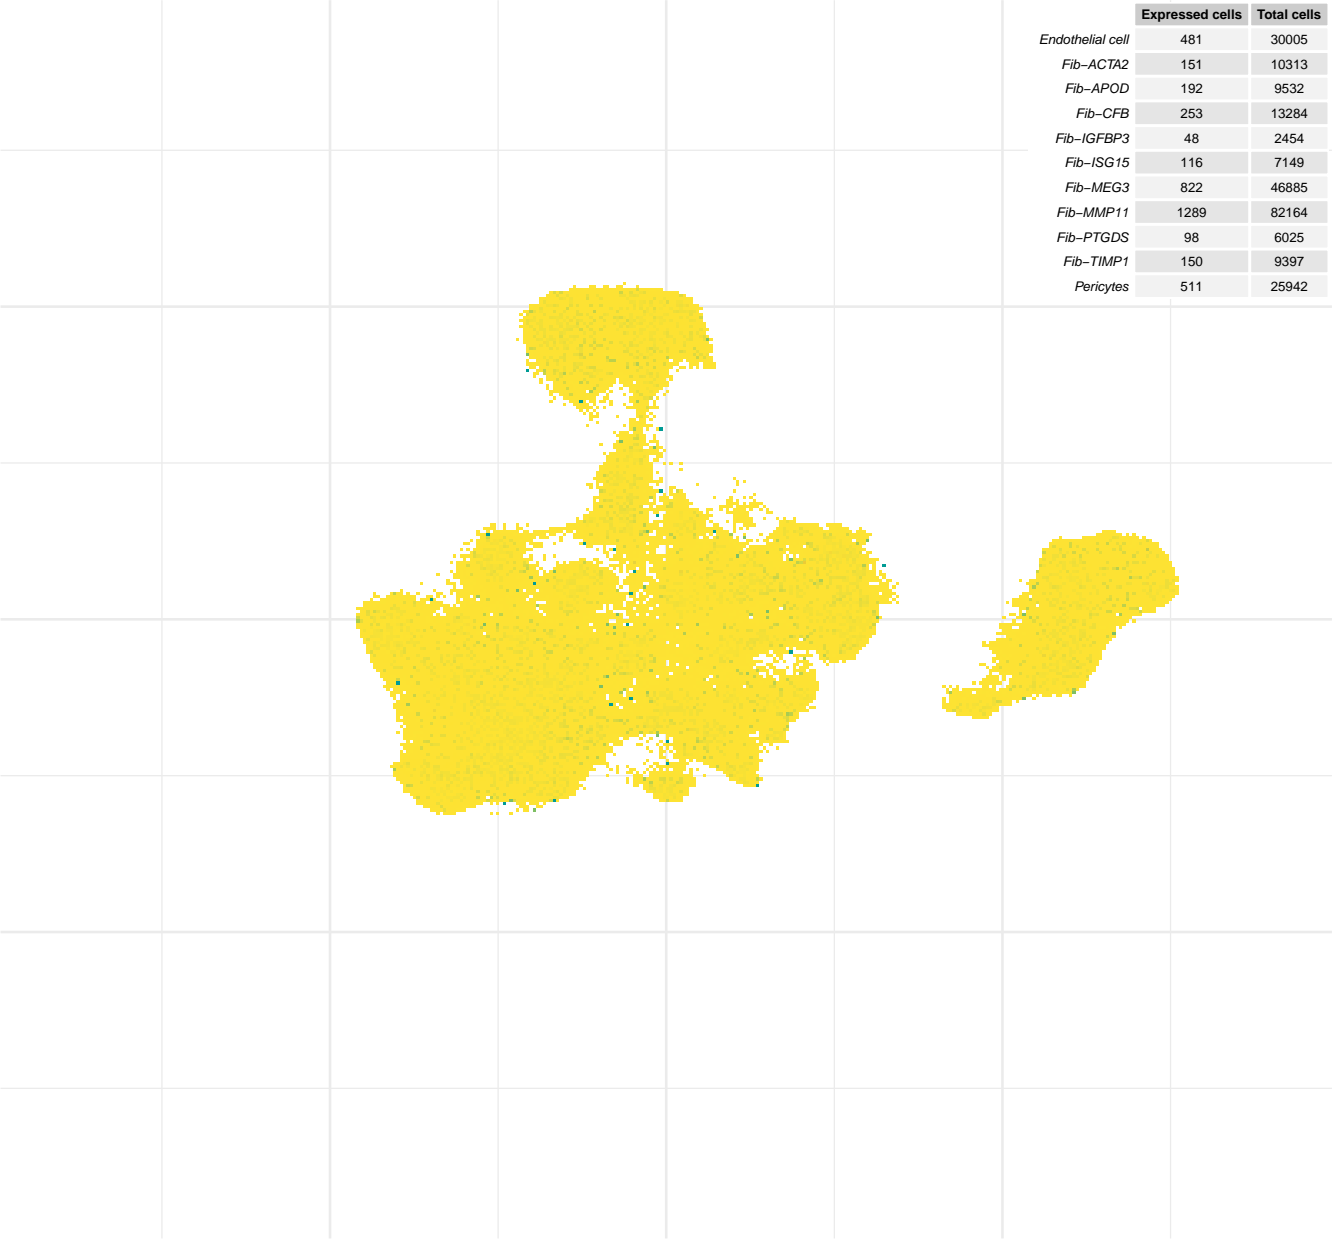 Expressed cells Total cells
Endothelial cell 481 30005
Fib−ACTA2 151 10313
Fib−APOD 192 9532
Fib−CFB 253 13284
Fib−IGFBP3 48 2454
Fib−ISG15 116 7149
Fib−MEG3 822 46885
Fib−MMP11 1289 82164
Fib−PTGDS 98 6025
Fib−TIMP1 150 9397
Pericytes 511 25942